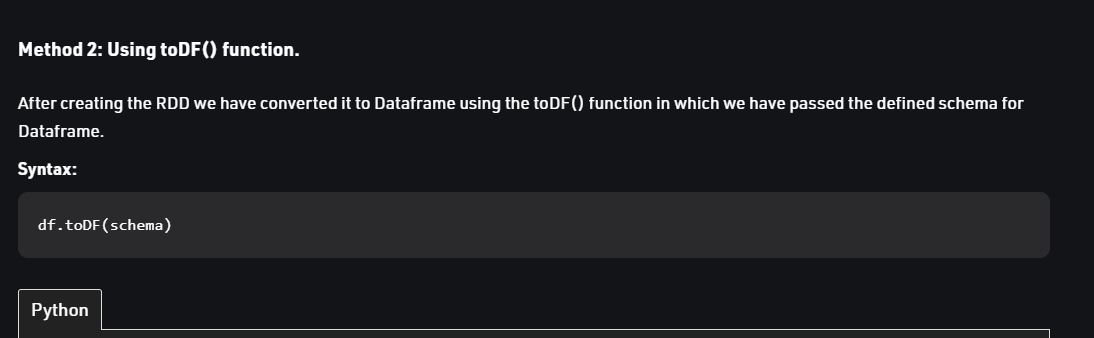 Method 2: Using toDF() function.
After creating the RDD we have converted it to Dataframe using the toDF() function in which we have passed the defined schema for
Dataframe.
Syntax:
df.toDF(schema)
Python